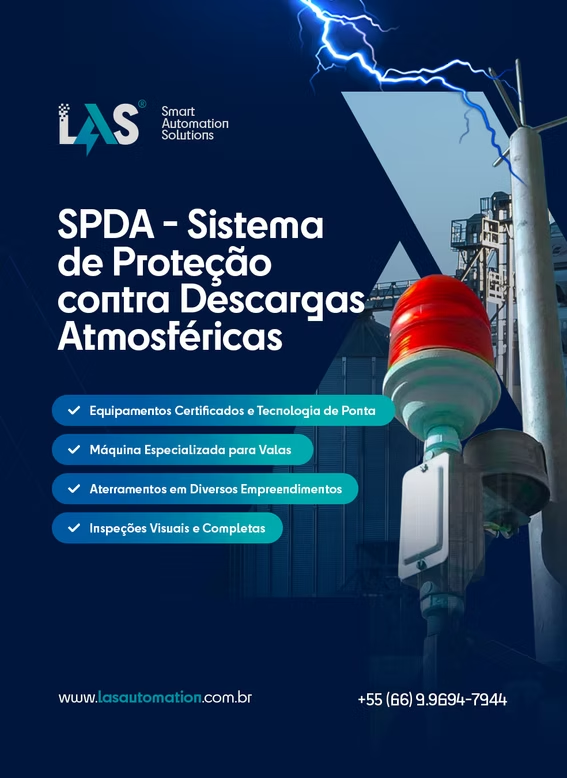 LAS®
Smart
Automation
Solutions
SPDA - Sistema
de Proteção
contra Descargas
Atmosféricas
Equipamentos Certificados e Tecnologia de Ponta
Máquina Especializada para Valas
Aterramentos em Diversos Empreendimentos
Inspeções Visuais e Completas
www.lasautomation.com.br
+55 (66) 9.9694-7944